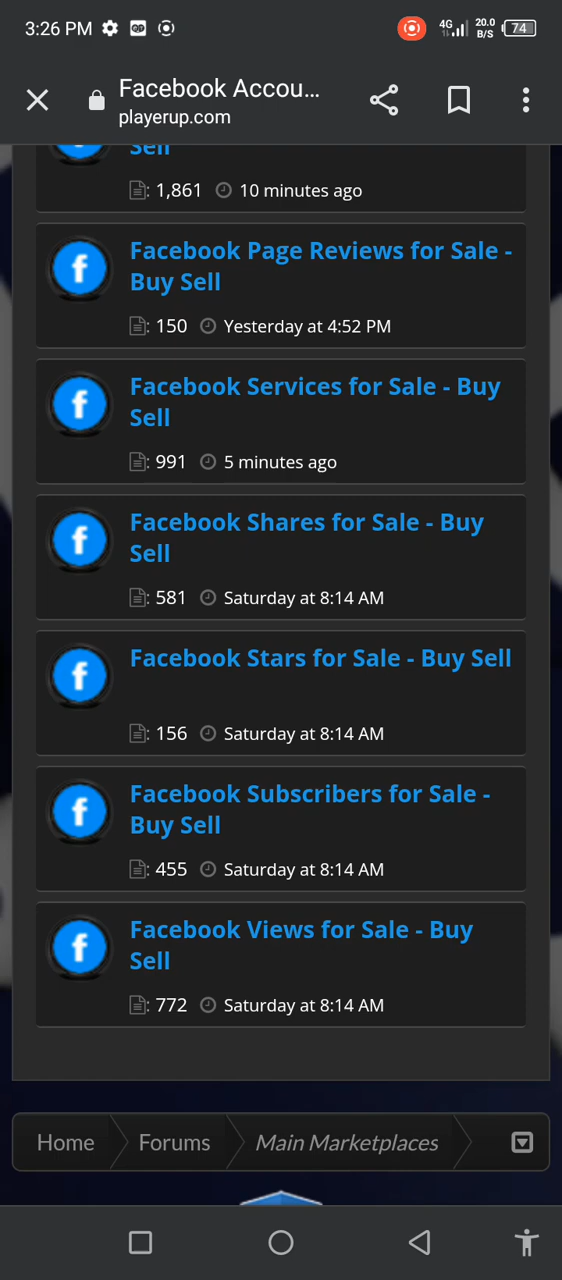 3:26 PM
4G 20.0 B/S 74
Facebook Accou...
playerup.com
Sell
: 1,861 10 minutes ago
Facebook Page Reviews for Sale -
Buy Sell
: 150 Yesterday at 4:52 PM
Facebook Services for Sale - Buy
Sell
: 991 5 minutes ago
Facebook Shares for Sale - Buy
Sell
: 581 Saturday at 8:14 AM
Facebook Stars for Sale - Buy Sell
: 156 Saturday at 8:14 AM
Facebook Subscribers for Sale -
Buy Sell
: 455 Saturday at 8:14 AM
Facebook Views for Sale - Buy
Sell
: 772 Saturday at 8:14 AM
Home Forums Main Marketplaces